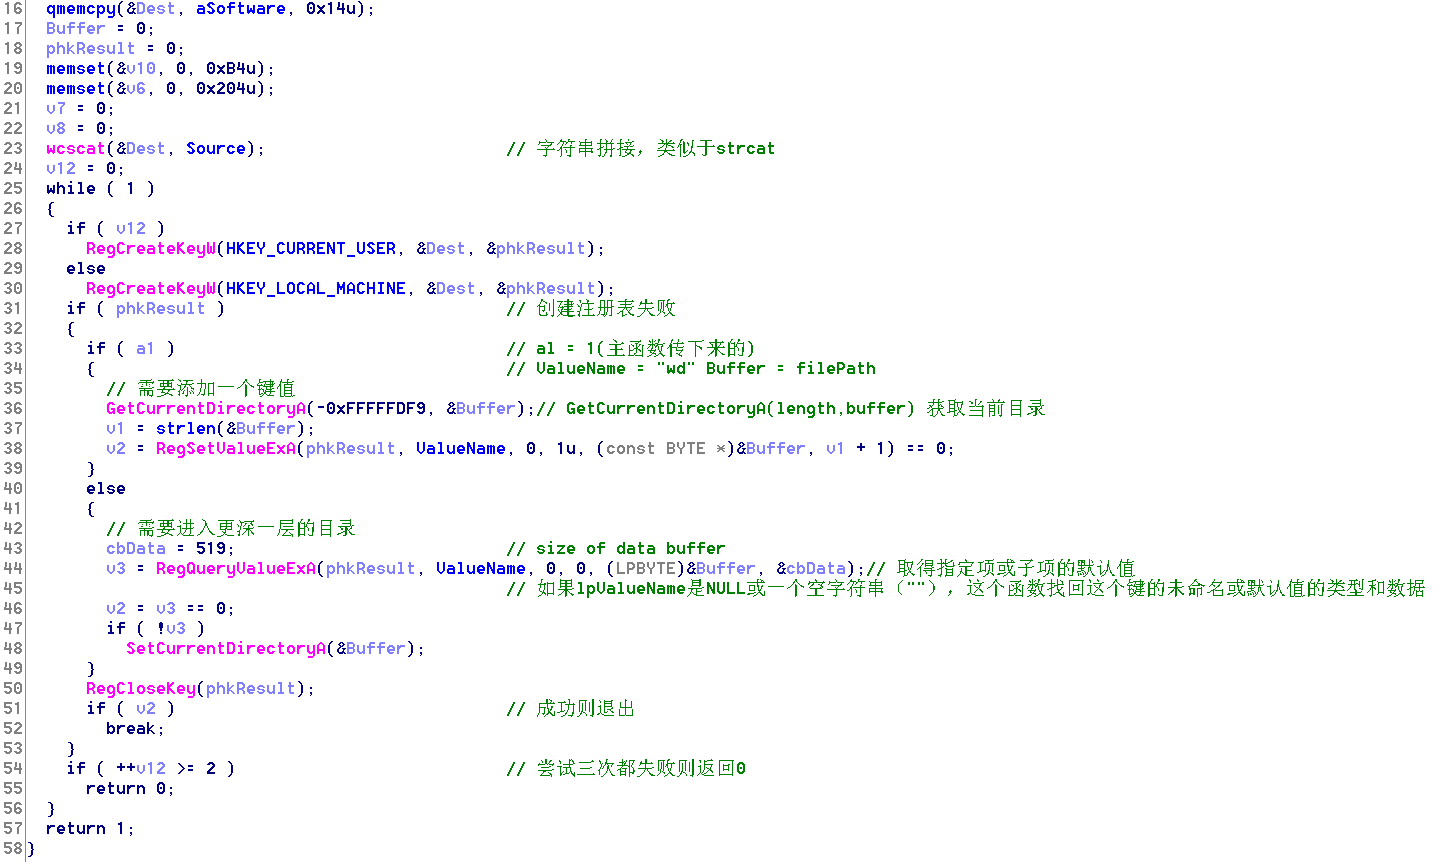 16 qmemcpy(&Dest, aSoftware, 0x14u);
17 Buffer = 0;
18 phkResult = 0;
19 memset(&v10, 0, 0xB4u);
20 memset(&v6, 0, 0x204u);
21 v7 = 0;
22 v8 = 0;
23 wcscat(&Dest, Source); // 字符串拼接，类似于strcat
24 v12 = 0;
25 while ( 1 )
26 {
27 if ( v12 )
28 RegCreateKeyW(HKEY_CURRENT_USER, &Dest, &phkResult);
29 else
30 RegCreateKeyW(HKEY_LOCAL_MACHINE, &Dest, &phkResult);
31 if ( phkResult ) // 创建注册表失败
32 {
33 if ( a1 ) // a1 = 1(主函数传下来的)
34 { // ValueName = "wd" Buffer = filePath
35 // 需要添加一个键值
36 GetCurrentDirectoryA(-0xFFFFFDF9, &Buffer);// GetCurrentDirectoryA(length,buffer) 获取当前目录
37 v1 = strlen(&Buffer);
38 v2 = RegSetValueExA(phkResult, ValueName, 0, 1u, (const BYTE *)&Buffer, v1 + 1) == 0;
39 }
40 else
41 {
42 // 需要进入更深一层的目录
43 cbData = 519; // size of data buffer
44 v3 = RegQueryValueExA(phkResult, ValueName, 0, 0, (LPBYTE)&Buffer, &cbData);// 取得指定项或子项的默认值
45 // 如果lpValueName是NULL或一个空字符串（""），这个函数找回这个键的未命名或默认值的类型和数据
46 v2 = v3 == 0;
47 if ( !v3 )
48 SetCurrentDirectoryA(&Buffer);
49 }
50 RegCloseKey(phkResult);
51 if ( v2 ) // 成功则退出
52 break;
53 }
54 if ( ++v12 >= 2 ) // 尝试三次都失败则返回0
55 return 0;
56 }
57 return 1;
58 }